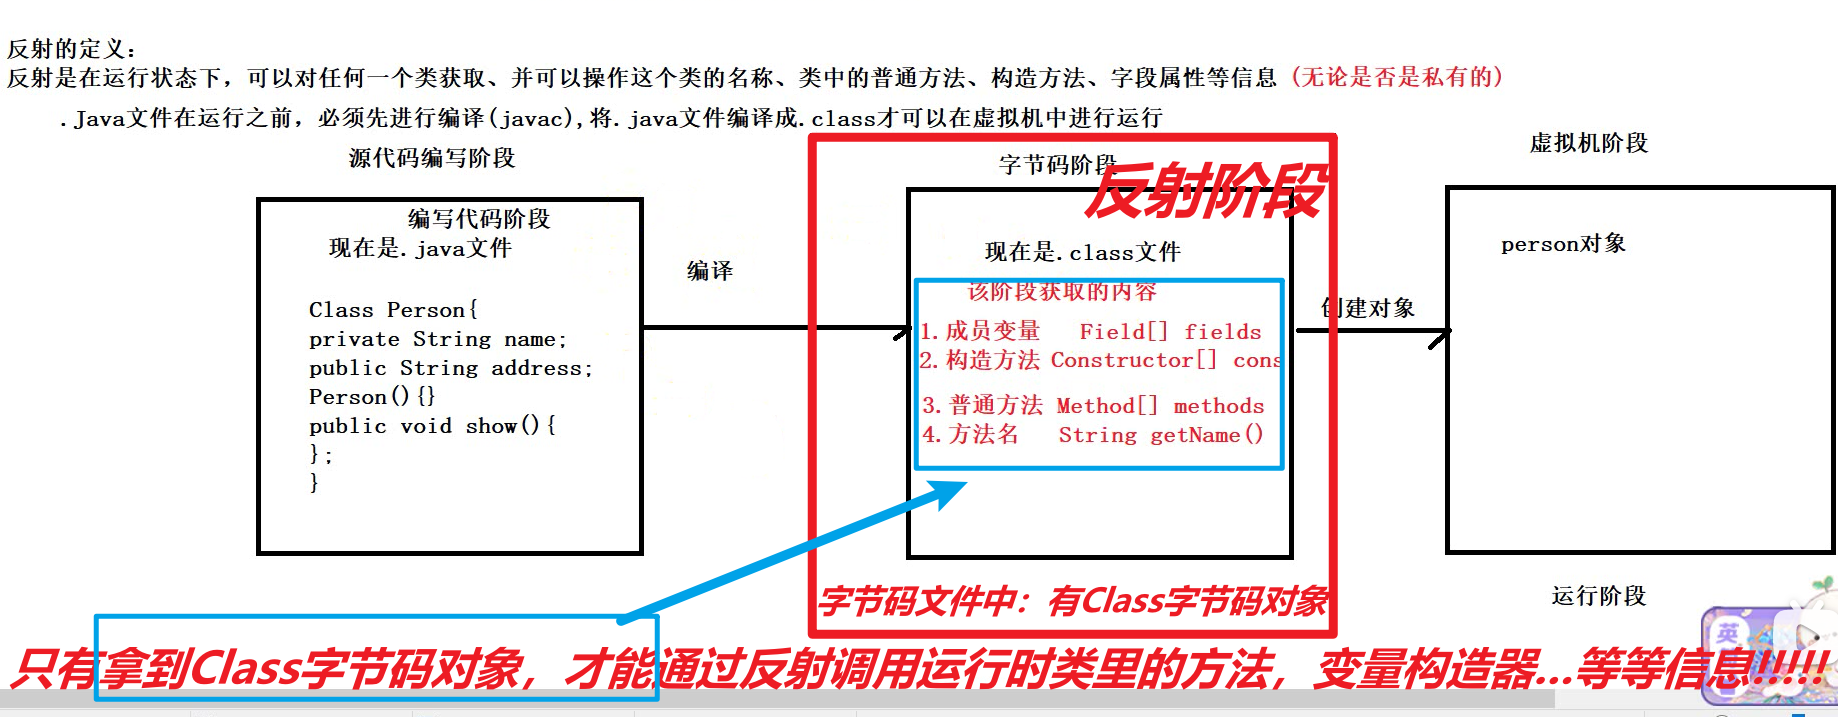 反射的定义：
反射是在运行状态下，可以对任何一个类获取、并可以操作这个类的名称、类中的普通方法、构造方法、字段属性等信息 (无论是否是私有的)
.Java文件在运行之前，必须先进行编译(javac),将.java文件编译成.class才可以在虚拟机中进行运行
源代码编写阶段
编写代码阶段
现在是.java文件
Class Person{
private String name;
public String address;
Person(){}
public void show(){
};
}
编译
字节码阶段
反射阶段
现在是.class文件
该阶段获取的内容
1.成员变量 Field[] fields
2.构造方法 Constructor[] cons
3.普通方法 Method[] methods
4.方法名 String getName()
字节码文件中：有Class字节码对象
创建对象
虚拟机阶段
person对象
运行阶段
英
只有拿到Class字节码对象，才能通过反射调用运行时类里的方法，变量构造器...等等信息!!!!!